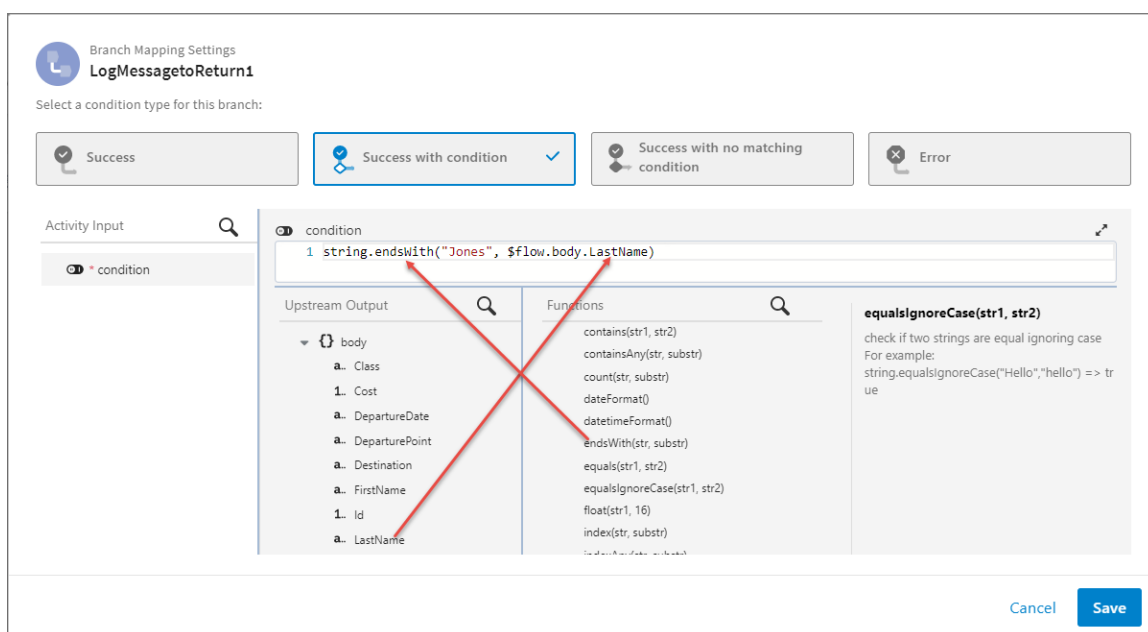 Branch Mapping Settings
LogMessagetoReturn1
Select a condition type for this branch:
Success
Success with condition
Success with no matching
condition
Error
Activity Input
* condition
condition
1 string.endsWith("Jones", $flow.body.LastName)
Upstream Output
{} body
a.. Class
1.. Cost
a.. DepartureDate
a.. DeparturePoint
a.. Destination
a.. FirstName
1.. Id
a.. LastName
Functions
contains(str1, str2)
containsAny(str, substr)
count(str, substr)
dateFormat()
datetimeFormat()
endsWith(str, substr)
equals(str1, str2)
equalsIgnoreCase(str1, str2)
float(str1, 16)
index(str, substr)
equalsIgnoreCase(str1, str2)
check if two strings are equal ignoring case
For example:
string.equalsIgnoreCase("Hello","hello") => tr
ue
Cancel
Save